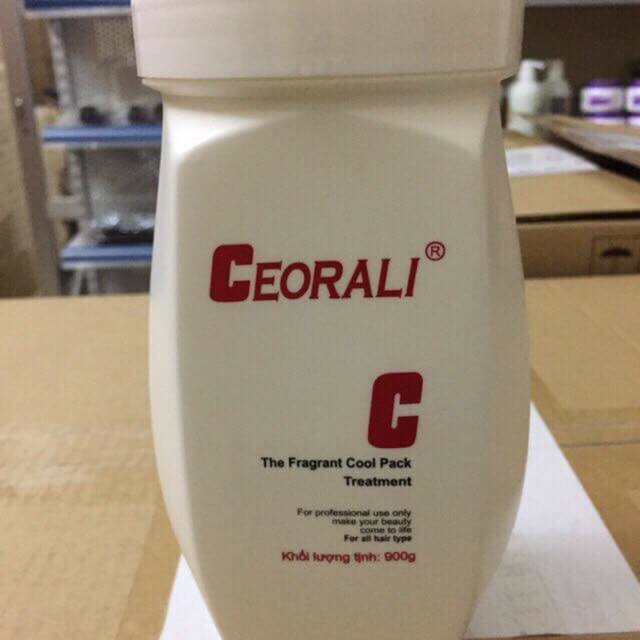 CEORALI®
C
The Fragrant Cool Pack
Treatment
For professional use only
make your beauty
come to life
For all hair type
Khối lượng tịnh: 900g